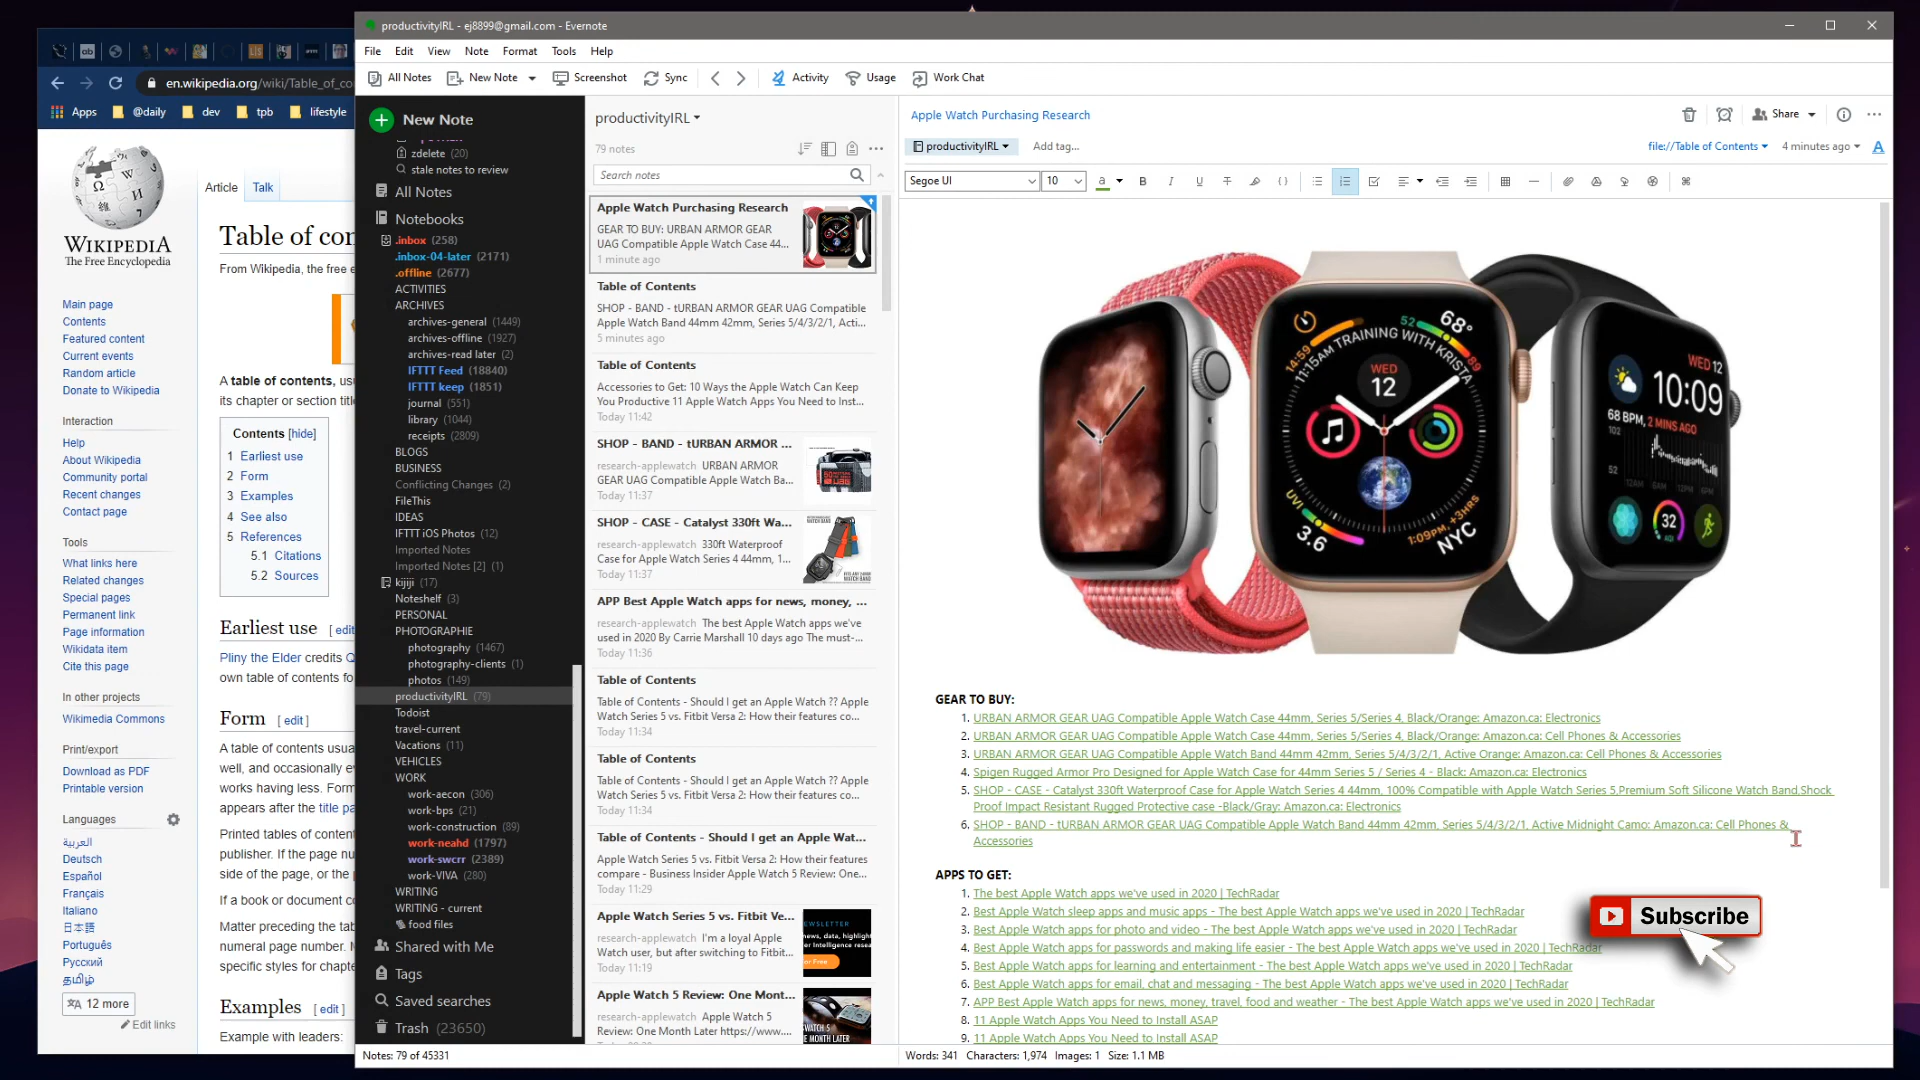 productivityIRL - ej8899@gmail.com - Evernote
File Edit View Note Format Tools Help
All Notes New Note Screenshot Sync Activity Usage Work Chat
en.wikipedia.org/wiki/Table_of_co
Apps @daily dev tpb lifestyle
WIKIPEDIA
The Free Encyclopedia
Main page
Contents
Featured content
Current events
Random article
Donate to Wikipedia
Interaction
Help
About Wikipedia
Community portal
Recent changes
Contact page
Tools
What links here
Related changes
Special pages
Permanent link
Page information
Wikidata item
Cite this page
In other projects
Wikimedia Commons
Print/export
Download as PDF
Printable version
Languages
العربية
Deutsch
Español
Français
Italiano
日本語
Português
Русский
தமிழ்
12 more
Edit links
Article Talk
Table of con
From Wikipedia, the free e
A table of contents, us
its chapter or section title
Contents [hide]
1 Earliest use
2 Form
3 Examples
4 See also
5 References
5.1 Citations
5.2 Sources
Earliest use [ edit
Pliny the Elder credits Q
own table of contents fo
Form [ edit ]
A table of contents usua
well, and occasionally e
works having less. Form
appears after the title pa
Printed tables of content
publisher. If the page nu
side of the page, or the
If a book or document co
Matter preceding the tab
numeral page number. M
specific styles for chapte
Examples [ edit ]
Example with leaders:
New Note
zdelete (20)
stale notes to review
All Notes
Notebooks
.inbox (258)
.inbox-04-later (2171)
.offline (2677)
ACTIVITIES
ARCHIVES
archives-general (1449)
archives-offline (1927)
archives-read later (2)
IFTTT Feed (18840)
IFTTT keep (1851)
journal (551)
library (1044)
receipts (2809)
BLOGS
BUSINESS
Conflicting Changes (2)
FileThis
IDEAS
IFTTT iOS Photos (12)
Imported Notes
Imported Notes [2] (1)
kijiji (17)
Noteshelf (3)
PERSONAL
PHOTOGRAPHIE
photography (1467)
photography-clients (1)
photos (149)
productivityIRL (79)
Todoist
travel-current
Vacations (11)
VEHICLES
WORK
work-aecon (306)
work-bps (21)
work-construction (89)
work-neahd (1797)
work-swcrr (2389)
work-VIVA (280)
WRITING
WRITING - current
food files
Shared with Me
Tags
Saved searches
Trash (23650)
Notes: 79 of 45331
productivityIRL
79 notes
Search notes
Apple Watch Purchasing Research
GEAR TO BUY: URBAN ARMOR GEAR
UAG Compatible Apple Watch Case 44...
1 minute ago
Table of Contents
SHOP - BAND - tURBAN ARMOR GEAR UAG Compatible
Apple Watch Band 44mm 42mm, Series 5/4/3/2/1, Acti...
5 minutes ago
Table of Contents
Accessories to Get: 10 Ways the Apple Watch Can Keep
You Productive 11 Apple Watch Apps You Need to Inst...
Today 11:42
SHOP - BAND - tURBAN ARMOR ...
research-applewatch URBAN ARMOR
GEAR UAG Compatible Apple Watch Ba...
Today 11:37
SHOP - CASE - Catalyst 330ft Wa...
research-applewatch 330ft Waterproof
Case for Apple Watch Series 4 44mm, 1...
Today 11:37
APP Best Apple Watch apps for news, money, ...
research-applewatch The best Apple Watch apps we've
used in 2020 By Carrie Marshall 10 days ago The must-...
Today 11:36
Table of Contents
Table of Contents - Should I get an Apple Watch ?? Apple
Watch Series 5 vs. Fitbit Versa 2: How their features co...
Today 11:34
Table of Contents
Table of Contents - Should I get an Apple Watch ?? Apple
Watch Series 5 vs. Fitbit Versa 2: How their features co...
Today 11:34
Table of Contents - Should I get an Apple Wat...
Apple Watch Series 5 vs. Fitbit Versa 2: How their features
compare - Business Insider Apple Watch 5 Review: One...
Today 11:29
Apple Watch Series 5 vs. Fitbit Ve...
research-applewatch I'm a loyal Apple
Watch user, but after switching to Fitbit...
Today 11:19
Apple Watch 5 Review: One Mont...
research-applewatch Apple Watch 5
Review: One Month Later https://www....
Apple Watch Purchasing Research
Share
productivityIRL Add tag...
file://Table of Contents 4 minutes ago
Segoe UI 10
14:59
11:15AM TRAINING WITH KRISTA
52 68° 89
WED
12
UVI
3.6
1:09PM, +3HRS
NYC
WED 12
10:09
68 BPM, 2 MINS AGO
102
52
32
AQI
GEAR TO BUY:
1. URBAN ARMOR GEAR UAG Compatible Apple Watch Case 44mm, Series 5/Series 4, Black/Orange: Amazon.ca: Electronics
2. URBAN ARMOR GEAR UAG Compatible Apple Watch Case 44mm, Series 5/Series 4, Black/Orange: Amazon.ca: Cell Phones & Accessories
3. URBAN ARMOR GEAR UAG Compatible Apple Watch Band 44mm 42mm, Series 5/4/3/2/1, Active Orange: Amazon.ca: Cell Phones & Accessories
4. Spigen Rugged Armor Pro Designed for Apple Watch Case for 44mm Series 5 / Series 4 - Black: Amazon.ca: Electronics
5. SHOP - CASE - Catalyst 330ft Waterproof Case for Apple Watch Series 4 44mm, 100% Compatible with Apple Watch Series 5,Premium Soft Silicone Watch Band,Shock
Proof Impact Resistant Rugged Protective case -Black/Gray: Amazon.ca: Electronics
6. SHOP - BAND - tURBAN ARMOR GEAR UAG Compatible Apple Watch Band 44mm 42mm, Series 5/4/3/2/1, Active Midnight Camo: Amazon.ca: Cell Phones &
Accessories
APPS TO GET:
1. The best Apple Watch apps we've used in 2020 | TechRadar
2. Best Apple Watch sleep apps and music apps - The best Apple Watch apps we've used in 2020 | TechRadar
3. Best Apple Watch apps for photo and video - The best Apple Watch apps we've used in 2020 | TechRadar
4. Best Apple Watch apps for passwords and making life easier - The best Apple Watch apps we've used in 2020 | TechRadar
5. Best Apple Watch apps for learning and entertainment - The best Apple Watch apps we've used in 2020 | TechRadar
6. Best Apple Watch apps for email, chat and messaging - The best Apple Watch apps we've used in 2020 | TechRadar
7. APP Best Apple Watch apps for news, money, travel, food and weather - The best Apple Watch apps we've used in 2020 | TechRadar
8. 11 Apple Watch Apps You Need to Install ASAP
9. 11 Apple Watch Apps You Need to Install ASAP
Subscribe
Words: 341 Characters: 1,974 Images: 1 Size: 1.1 MB